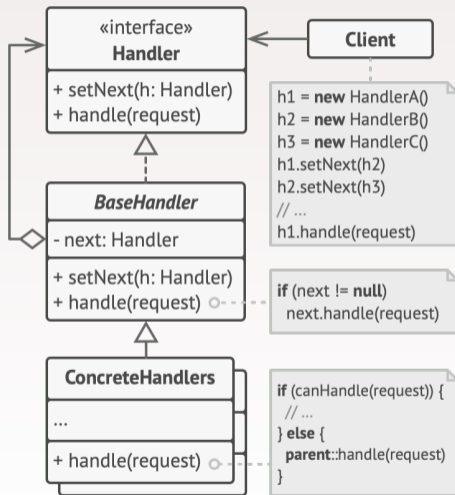 «interface»
Handler
+ setNext(h: Handler)
+ handle(request)
Client
h1 = new HandlerA()
h2 = new HandlerB()
h3 = new HandlerC()
h1.setNext(h2)
h2.setNext(h3)
// ...
h1.handle(request)
BaseHandler
- next: Handler
+ setNext(h: Handler)
+ handle(request)
if (next != null)
next.handle(request)
ConcreteHandlers
...
+ handle(request)
if (canHandle(request)) {
// ...
} else {
parent::handle(request)
}